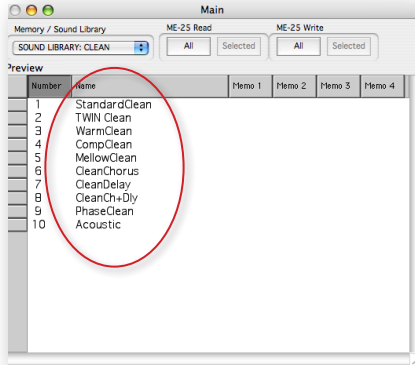 Main
Memory / Sound Library ME-25 Read ME-25 Write
SOUND LIBRARY: CLEAN All Selected All Selected
Preview
Number Name Memo 1 Memo 2 Memo 3 Memo 4
1 StandardClean
2 TWIN Clean
3 WarmClean
4 CompClean
5 MellowClean
6 CleanChorus
7 CleanDelay
8 CleanCh+Dly
9 PhaseClean
10 Acoustic